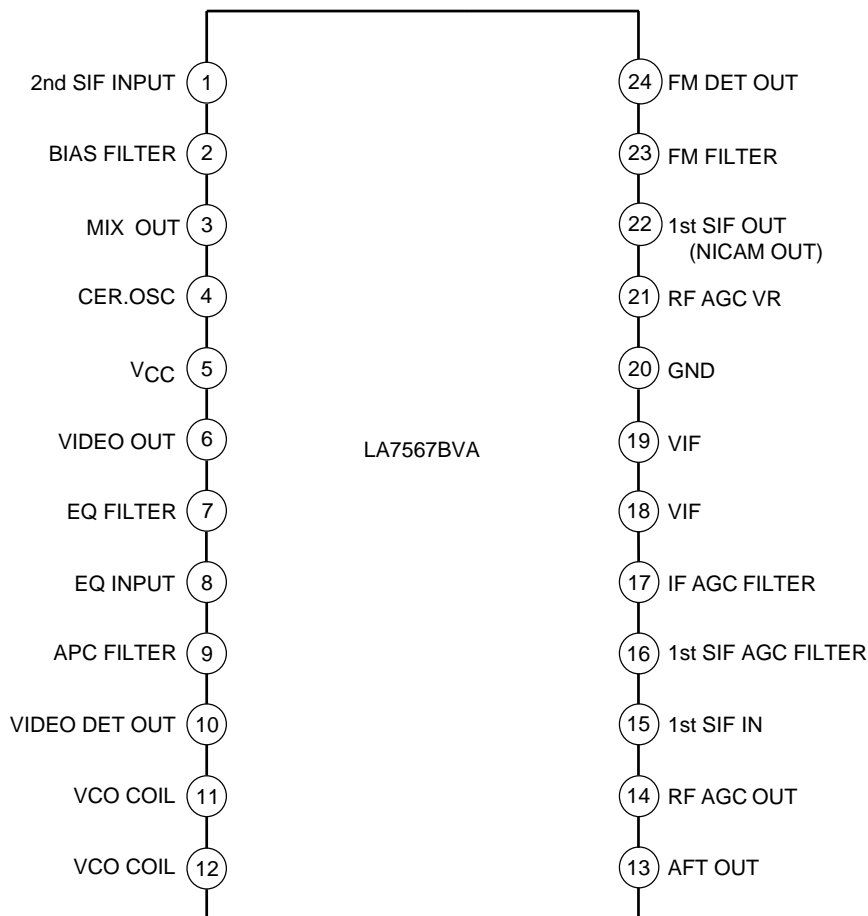 2nd SIF INPUT 1 24 FM DET OUT
BIAS FILTER 2 23 FM FILTER
MIX OUT 3 22 1st SIF OUT
(NICAM OUT)
CER.OSC 4 21 RF AGC VR
VCC 5 20 GND
VIDEO OUT 6 19 VIF
LA7567BVA
EQ FILTER 7 18 VIF
EQ INPUT 8 17 IF AGC FILTER
APC FILTER 9 16 1st SIF AGC FILTER
VIDEO DET OUT 10 15 1st SIF IN
VCO COIL 11 14 RF AGC OUT
VCO COIL 12 13 AFT OUT